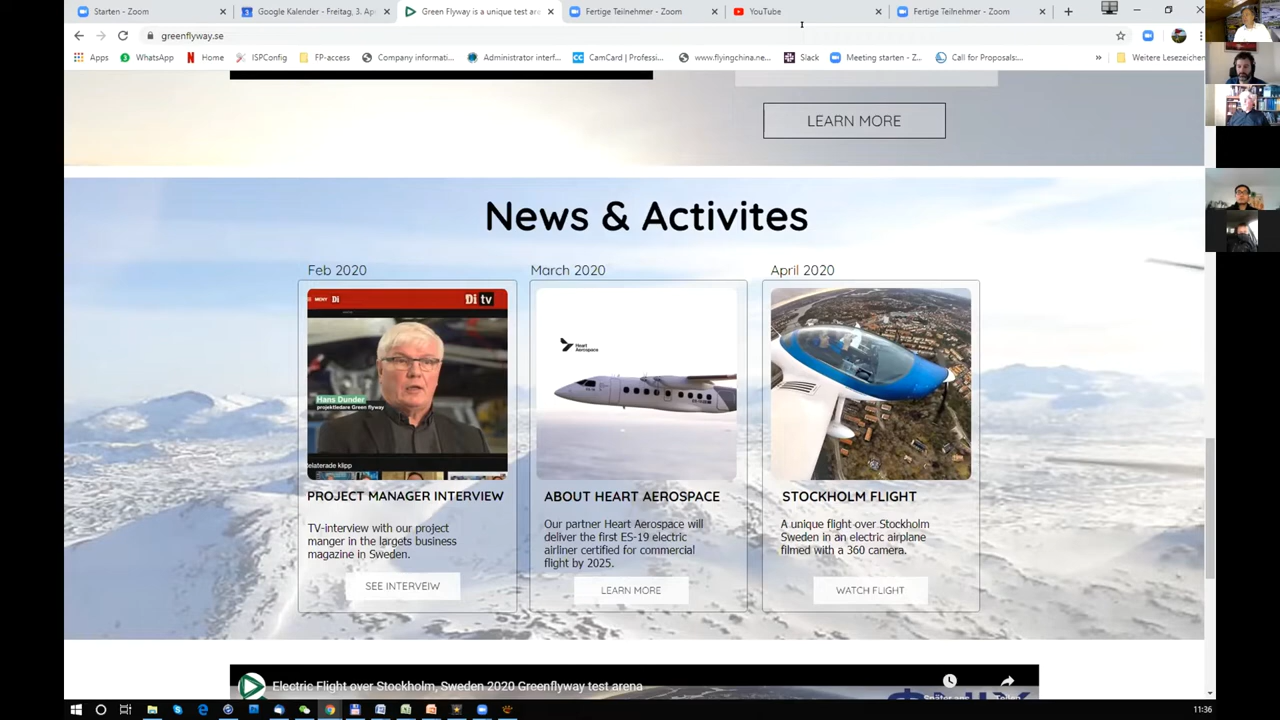 Starten - Zoom
Google Kalender - Freitag, 3. Ap
Green Flyway is a unique test are
Fertige Teilnehmer - Zoom
YouTube
Fertige Teilnehmer - Zoom
greenflyway.se
Apps
WhatsApp
Home
ISPConfig
FP-access
Company informati...
Administrator interf...
CamCard | Professi...
www.flyingchina.ne...
Slack
Meeting starten - Z...
Call for Proposals:...
»
Weitere Lesezeichen
LEARN MORE
News & Activites
Feb 2020
March 2020
April 2020
MENY Di
Di tv
Hans Dunder
projektledare Green flyway
elaterade klipp
Heart
Aerospace
PROJECT MANAGER INTERVIEW
TV-interview with our project
manger in the largets business
magazine in Sweden.
SEE INTERVEIW
ABOUT HEART AEROSPACE
Our partner Heart Aerospace will
deliver the first ES-19 electric
airliner certified for commercial
flight by 2025.
LEARN MORE
STOCKHOLM FLIGHT
A unique flight over Stockholm
Sweden in an electric airplane
filmed with a 360 camera.
WATCH FLIGHT
Electric Flight over Stockholm, Sweden 2020 Greenflyway test arena
11:36